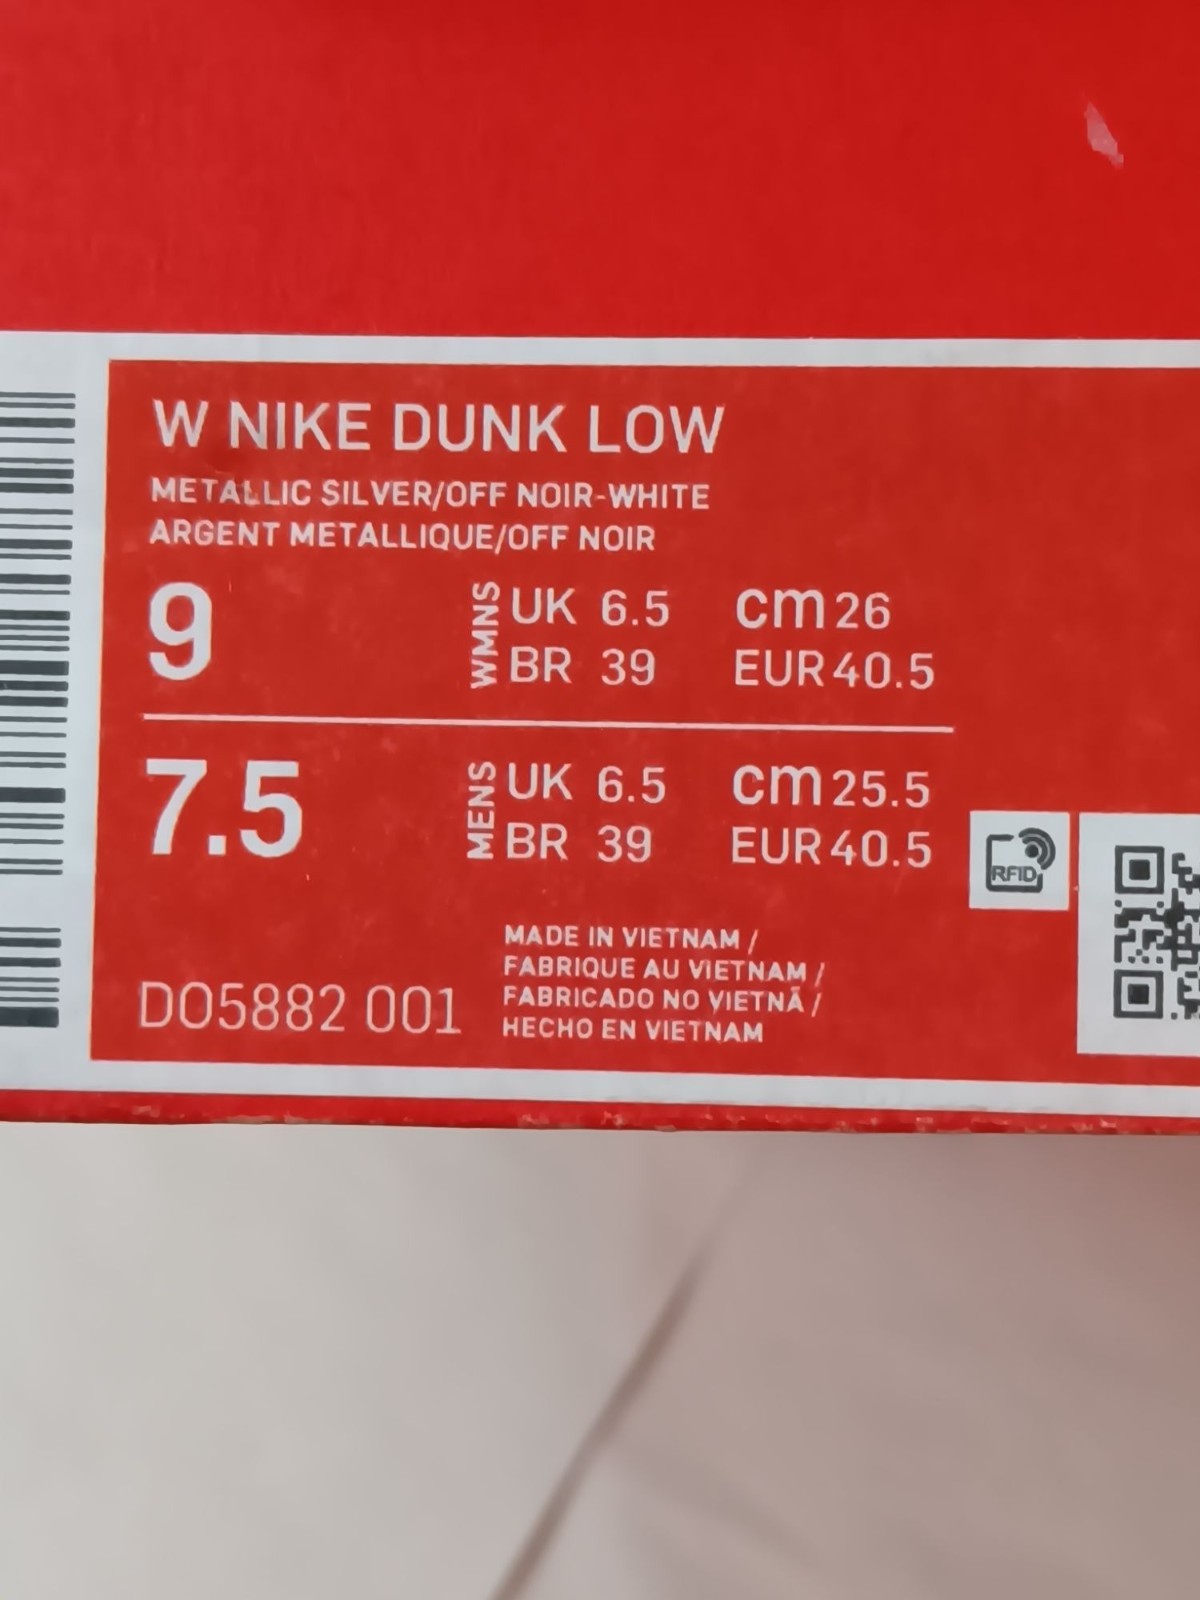 W NIKE DUNK LOW
METALLIC SILVER/OFF NOIR-WHITE
ARGENT METALLIQUE/OFF NOIR
9 WMNS UK 6.5 cm 26
BR 39 EUR 40.5
7.5 MENS UK 6.5 cm 25.5
BR 39 EUR 40.5
RFID
MADE IN VIETNAM /
FABRIQUE AU VIETNAM /
FABRICADO NO VIETNÃ /
HECHO EN VIETNAM
DO5882 001